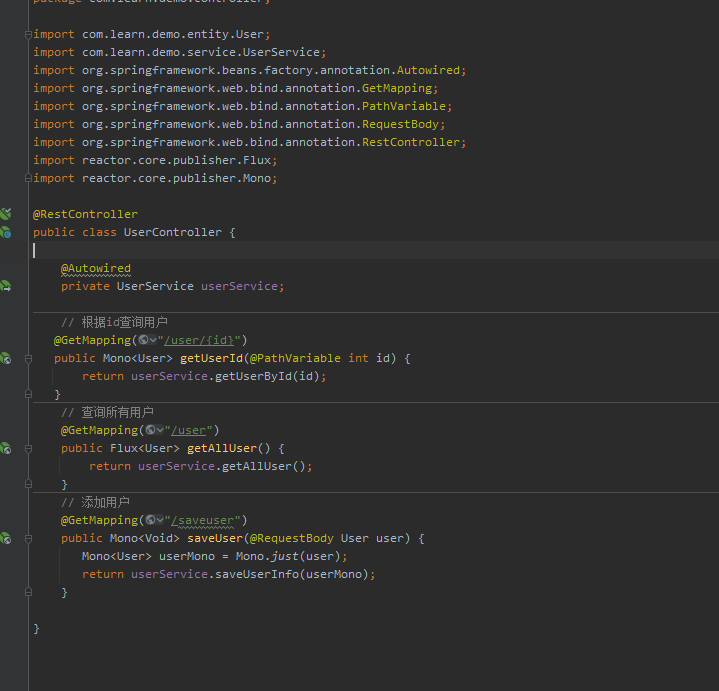 package com.learn.demo.controller;
import com.learn.demo.entity.User;
import com.learn.demo.service.UserService;
import org.springframework.beans.factory.annotation.Autowired;
import org.springframework.web.bind.annotation.GetMapping;
import org.springframework.web.bind.annotation.PathVariable;
import org.springframework.web.bind.annotation.RequestBody;
import org.springframework.web.bind.annotation.RestController;
import reactor.core.publisher.Flux;
import reactor.core.publisher.Mono;
@RestController
public class UserController {
@Autowired
private UserService userService;
// 根据id查询用户
@GetMapping("/user/{id}")
public Mono<User> getUserId(@PathVariable int id) {
return userService.getUserById(id);
}
// 查询所有用户
@GetMapping("/user")
public Flux<User> getAllUser() {
return userService.getAllUser();
}
// 添加用户
@GetMapping("/saveuser")
public Mono<Void> saveUser(@RequestBody User user) {
Mono<User> userMono = Mono.just(user);
return userService.saveUserInfo(userMono);
}
}